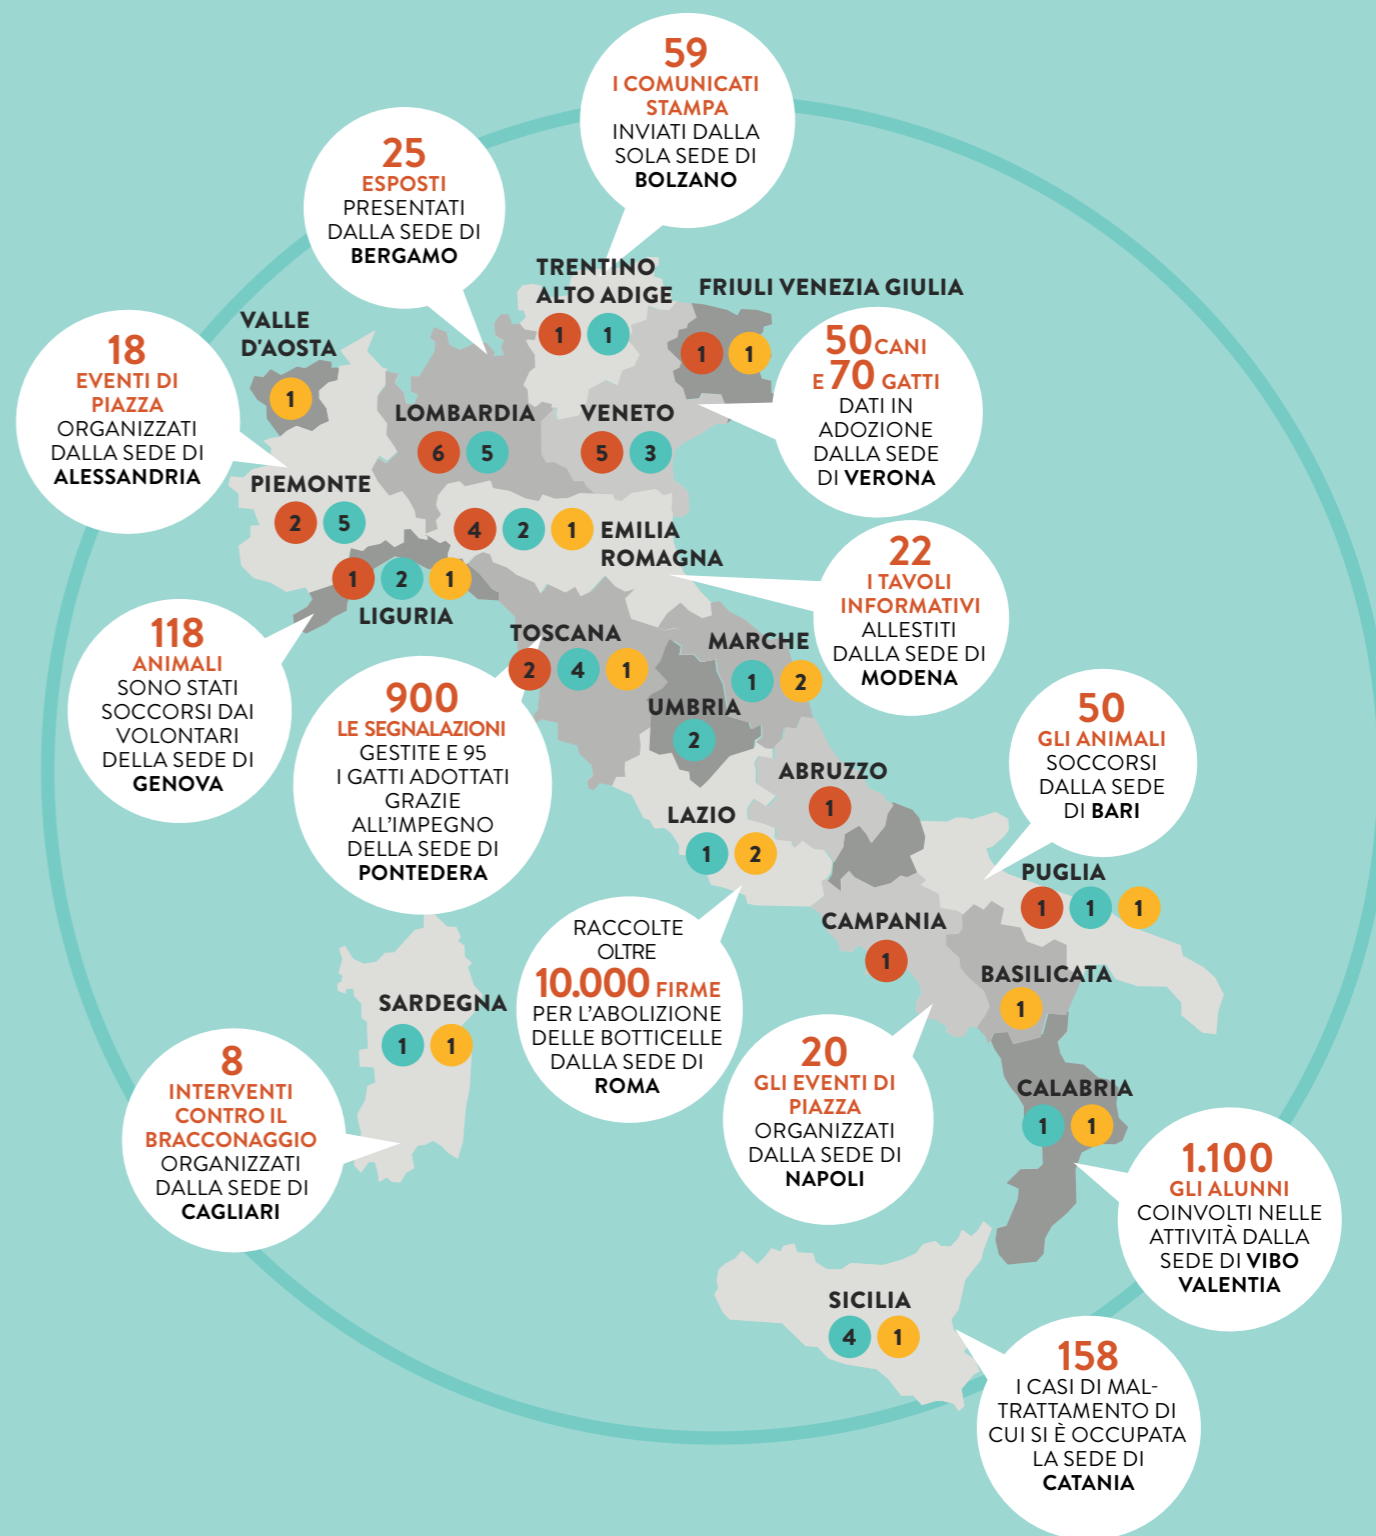 59
I COMUNICATI
STAMPA
INVIATI DALLA
SOLA SEDE DI
BOLZANO
25
ESPOSTI
PRESENTATI
DALLA SEDE DI
BERGAMO
TRENTINO
ALTO ADIGE
1 1
FRIULI VENEZIA GIULIA
1 1
VALLE
D'AOSTA
1
18
EVENTI DI
PIAZZA
ORGANIZZATI
DALLA SEDE DI
ALESSANDRIA
50 CANI
E 70 GATTI
DATI IN
ADOZIONE
DALLA SEDE
DI VERONA
LOMBARDIA
6 5
VENETO
5 3
PIEMONTE
2 5
4 2 1
EMILIA
ROMAGNA
1 2 1
LIGURIA
22
I TAVOLI
INFORMATIVI
ALLESTITI
DALLA SEDE DI
MODENA
118
ANIMALI
SONO STATI
SOCCORSI DAI
VOLONTARI
DELLA SEDE DI
GENOVA
TOSCANA
2 4 1
MARCHE
1 2
UMBRIA
2
900
LE SEGNALAZIONI
GESTITE E 95
I GATTI ADOTTATI
GRAZIE
ALL'IMPEGNO
DELLA SEDE DI
PONTEDERA
50
GLI ANIMALI
SOCCORSI
DALLA SEDE
DI BARI
ABRUZZO
1
LAZIO
1 2
PUGLIA
1 1 1
CAMPANIA
1
RACCOLTE
OLTRE
10.000 FIRME
PER L'ABOLIZIONE
DELLE BOTTICELLE
DALLA SEDE DI
ROMA
BASILICATA
1
SARDEGNA
1 1
8
INTERVENTI
CONTRO IL
BRACCONAGGIO
ORGANIZZATI
DALLA SEDE DI
CAGLIARI
20
GLI EVENTI DI
PIAZZA
ORGANIZZATI
DALLA SEDE DI
NAPOLI
CALABRIA
1 1
1.100
GLI ALUNNI
COINVOLTI NELLE
ATTIVITÀ DALLA
SEDE DI VIBO
VALENTIA
SICILIA
4 1
158
I CASI DI MAL-
TRATTAMENTO DI
CUI SI È OCCUPATA
LA SEDE DI
CATANIA